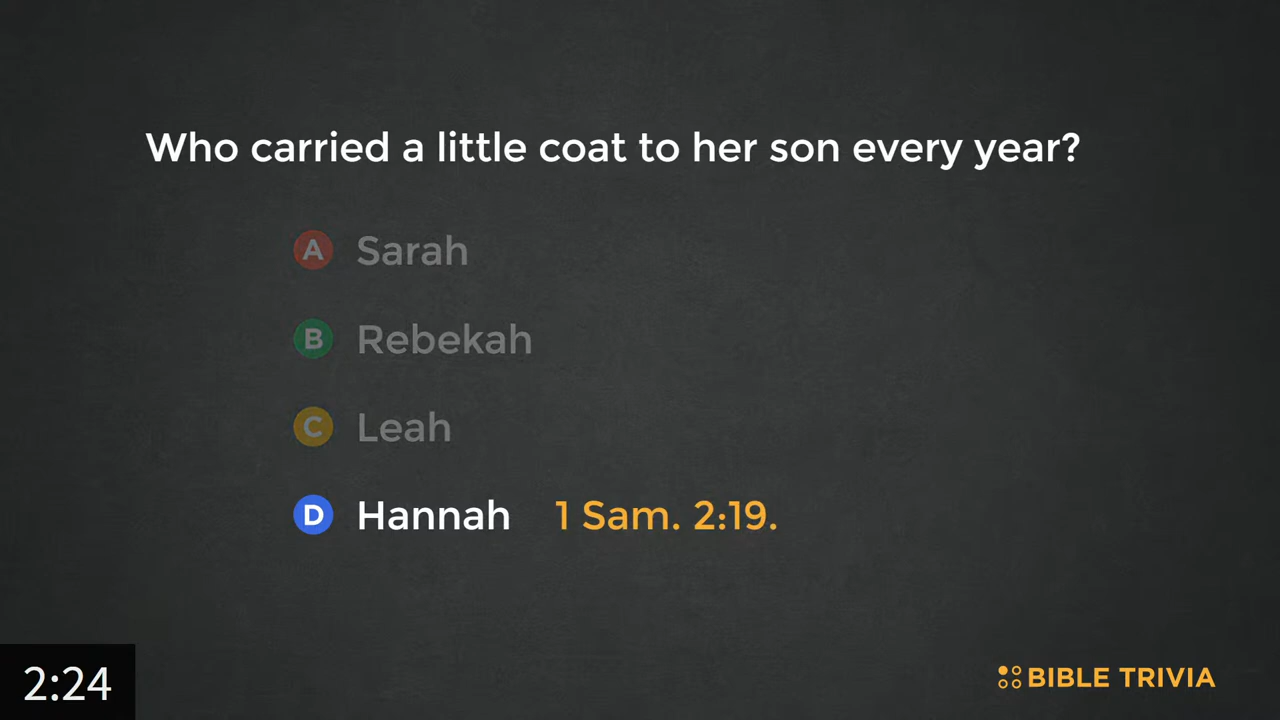 Who carried a little coat to her son every year?
A Sarah
B Rebekah
C Leah
D Hannah 1 Sam. 2:19.
2:24 BIBLE TRIVIA